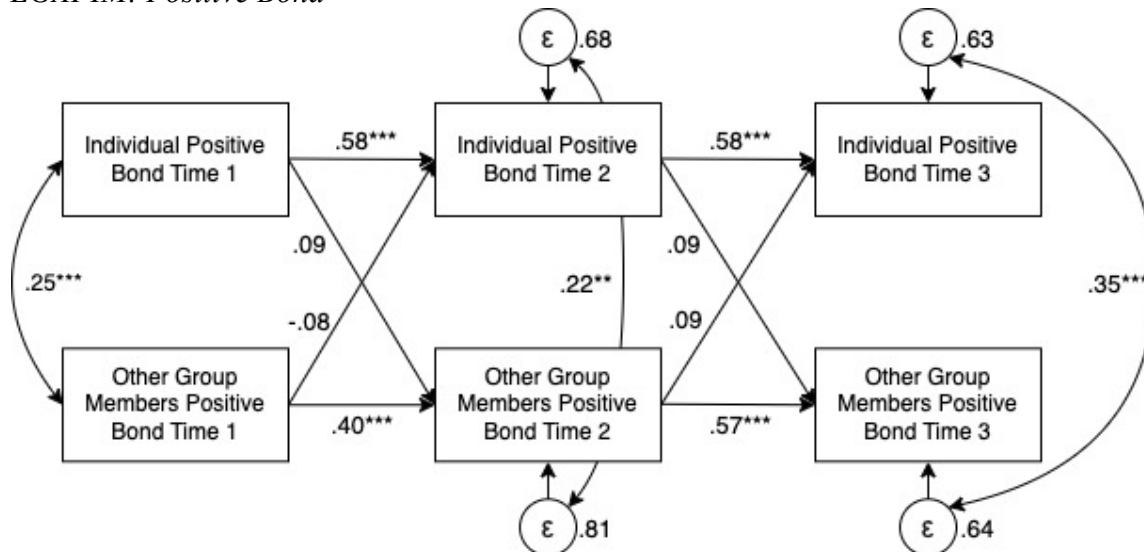 Positive Bond
ε .68
ε .63
Individual Positive
Bond Time 1
.58***
Individual Positive
Bond Time 2
.58***
Individual Positive
Bond Time 3
.09
.09
.25***
.22**
.35***
-.08
.09
Other Group
Members Positive
Bond Time 1
.40***
Other Group
Members Positive
Bond Time 2
.57***
Other Group
Members Positive
Bond Time 3
ε .81
ε .64